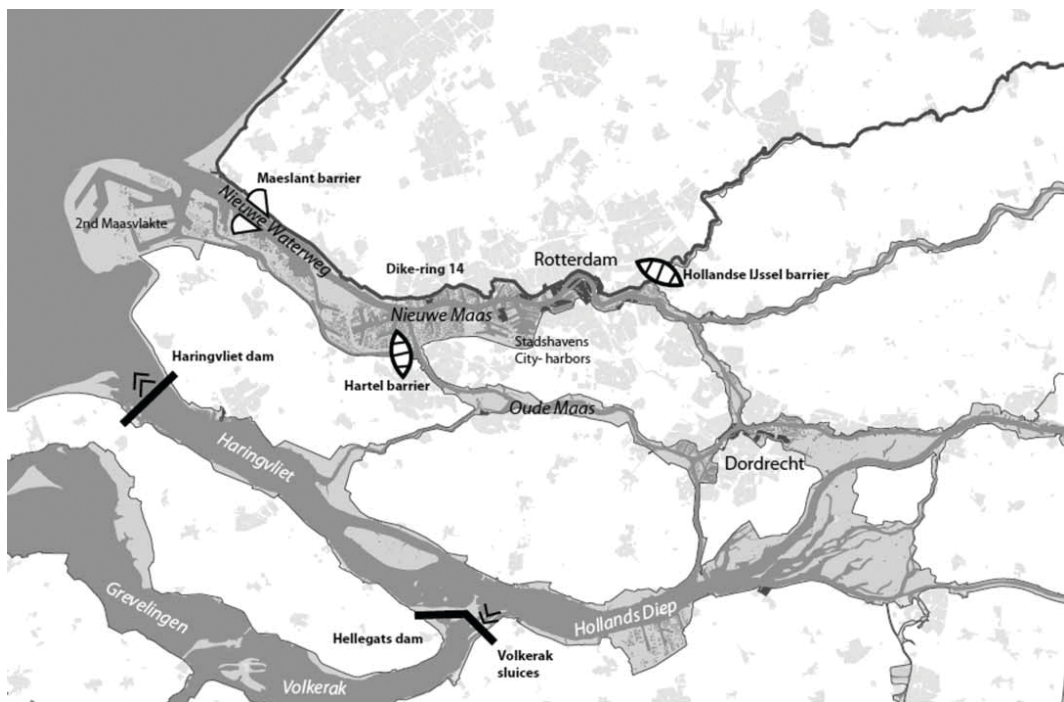 Maeslant barrier
2nd Maasvlakte
Nieuwe Waterweg
Dike-ring 14
Rotterdam
Hollandse IJssel barrier
Nieuwe Maas
Stadshavens
City- harbors
Haringvliet dam
Hartel barrier
Oude Maas
Haringvliet
Dordrecht
Grevelingen
Hollands Diep
Hellegats dam
Volkerak
sluices
Volkerak